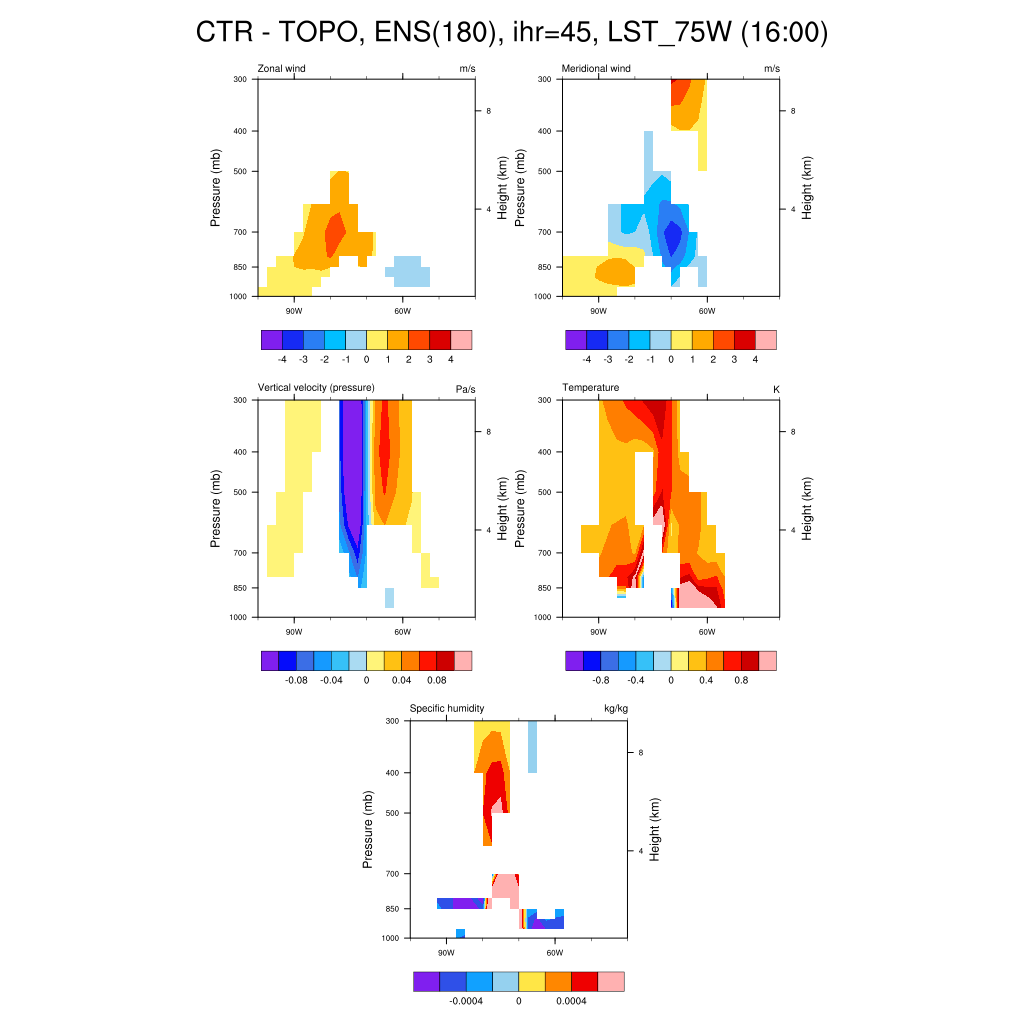 CTR - TOPO, ENS(180), ihr=45, LST_75W (16:00)
Zonal wind m/s
300
400
500
700
850
1000
Pressure (mb)
8
4
Height (km)
90W 60W
-4 -3 -2 -1 0 1 2 3 4
Meridional wind m/s
300
400
500
700
850
1000
Pressure (mb)
8
4
Height (km)
90W 60W
-4 -3 -2 -1 0 1 2 3 4
Vertical velocity (pressure) Pa/s
300
400
500
700
850
1000
Pressure (mb)
8
4
Height (km)
90W 60W
-0.08 -0.04 0 0.04 0.08
Temperature K
300
400
500
700
850
1000
Pressure (mb)
8
4
Height (km)
90W 60W
-0.8 -0.4 0 0.4 0.8
Specific humidity kg/kg
300
400
500
700
850
1000
Pressure (mb)
8
4
Height (km)
90W 60W
-0.0004 0 0.0004